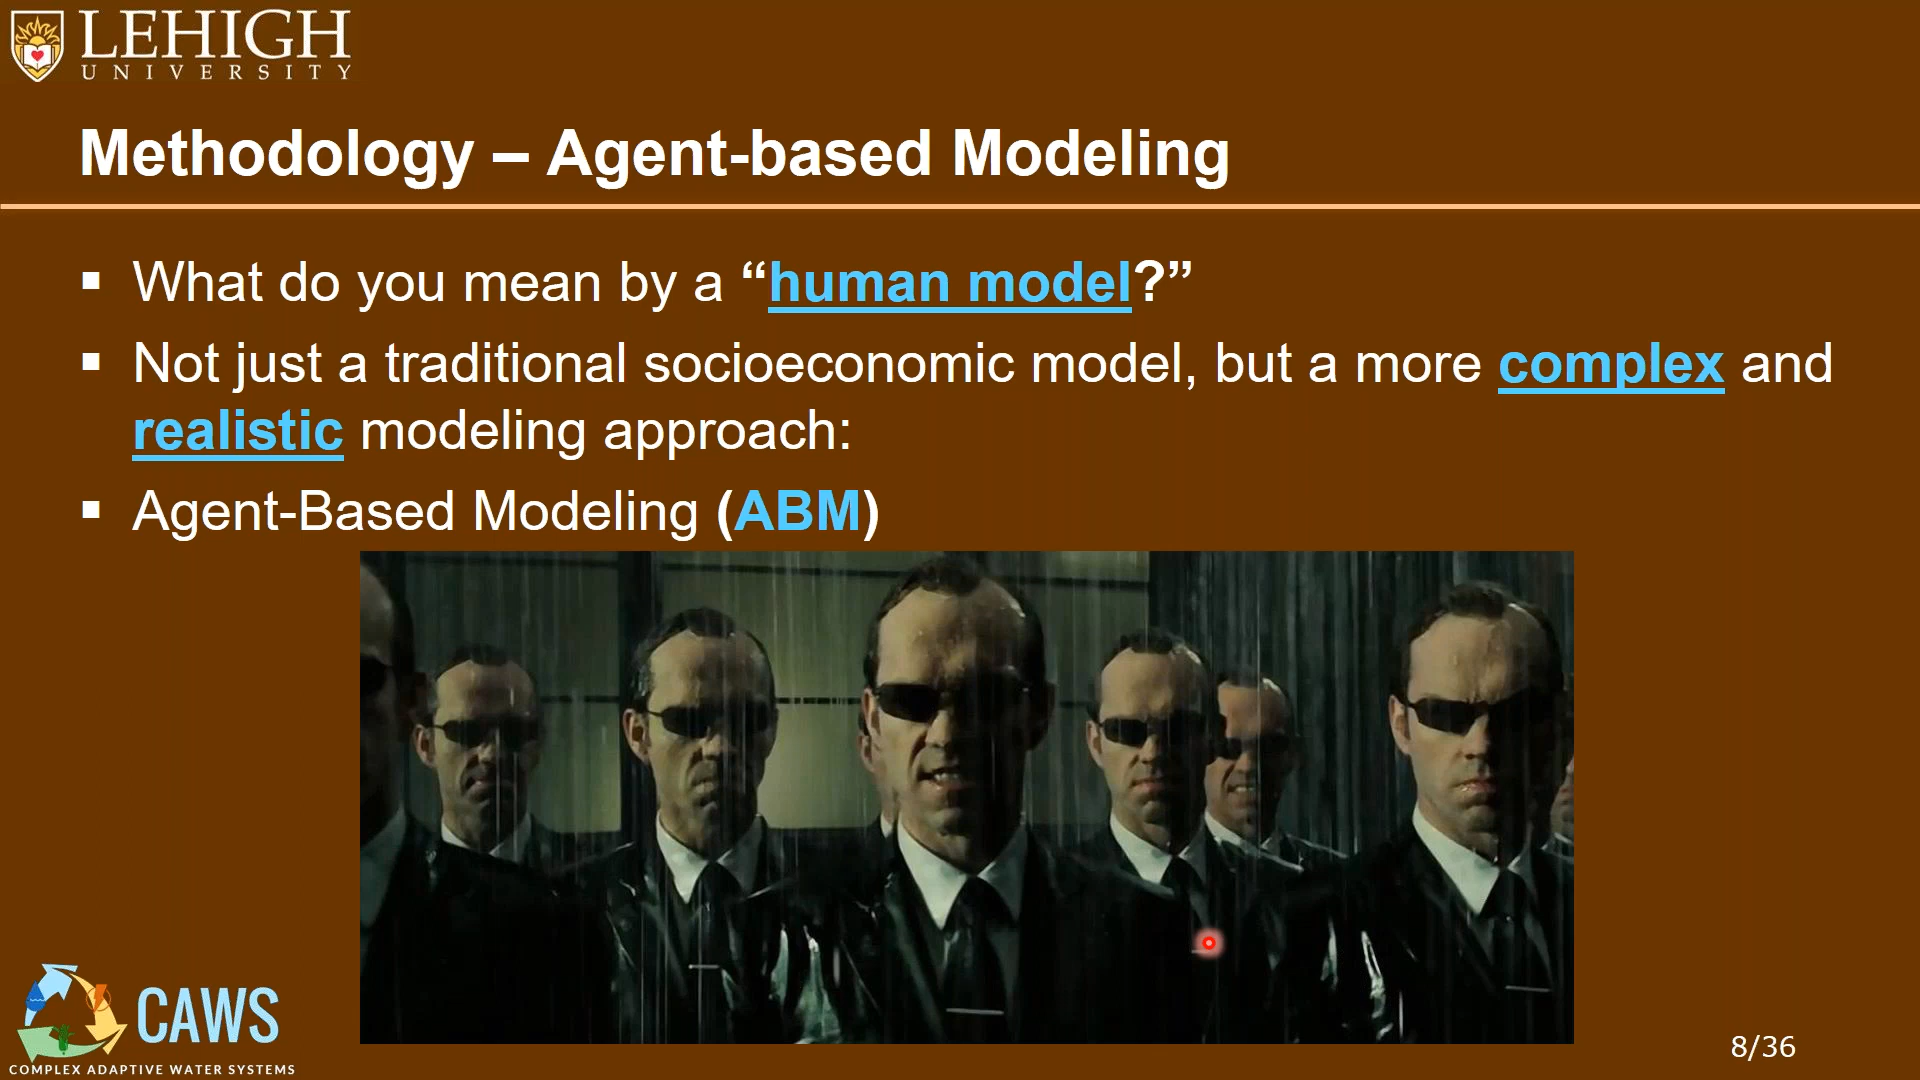 LEHIGH
UNIVERSITY
Methodology – Agent-based Modeling
▪ What do you mean by a “human model?”
▪ Not just a traditional socioeconomic model, but a more complex and
realistic modeling approach:
▪ Agent-Based Modeling (ABM)
CAWS
COMPLEX ADAPTIVE WATER SYSTEMS
8/36